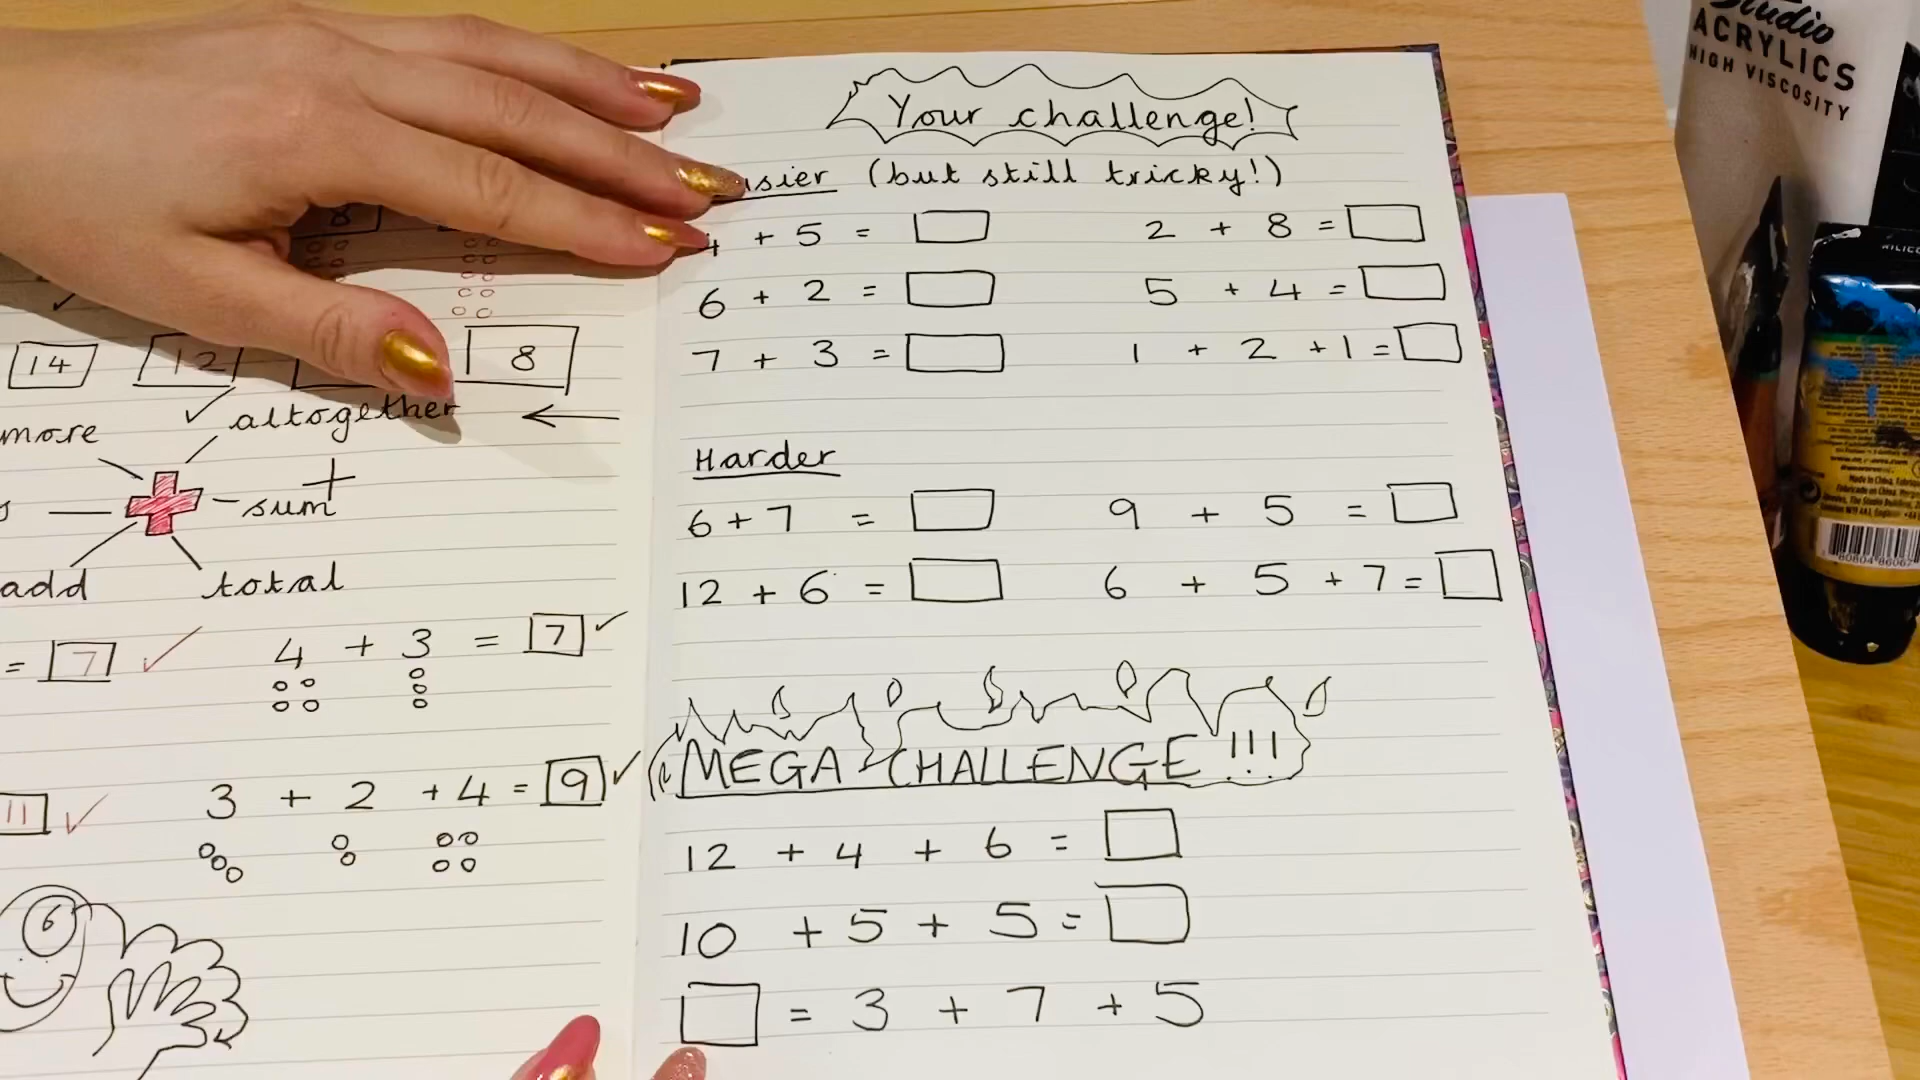 14 12 8
more altogether
sum
add total
= 7 4 + 3 = 7
11 3 + 2 + 4 = 9
6
Your challenge!
(but still tricky!)
4 + 5 = 2 + 8 =
6 + 2 = 5 + 4 =
7 + 3 = 1 + 2 + 1 =
Harder
6 + 7 = 9 + 5 =
12 + 6 = 6 + 5 + 7 =
MEGA CHALLENGE!!!
12 + 4 + 6 =
10 + 5 + 5 =
= 3 + 7 + 5
Studio
ACRYLICS
HIGH VISCOSITY